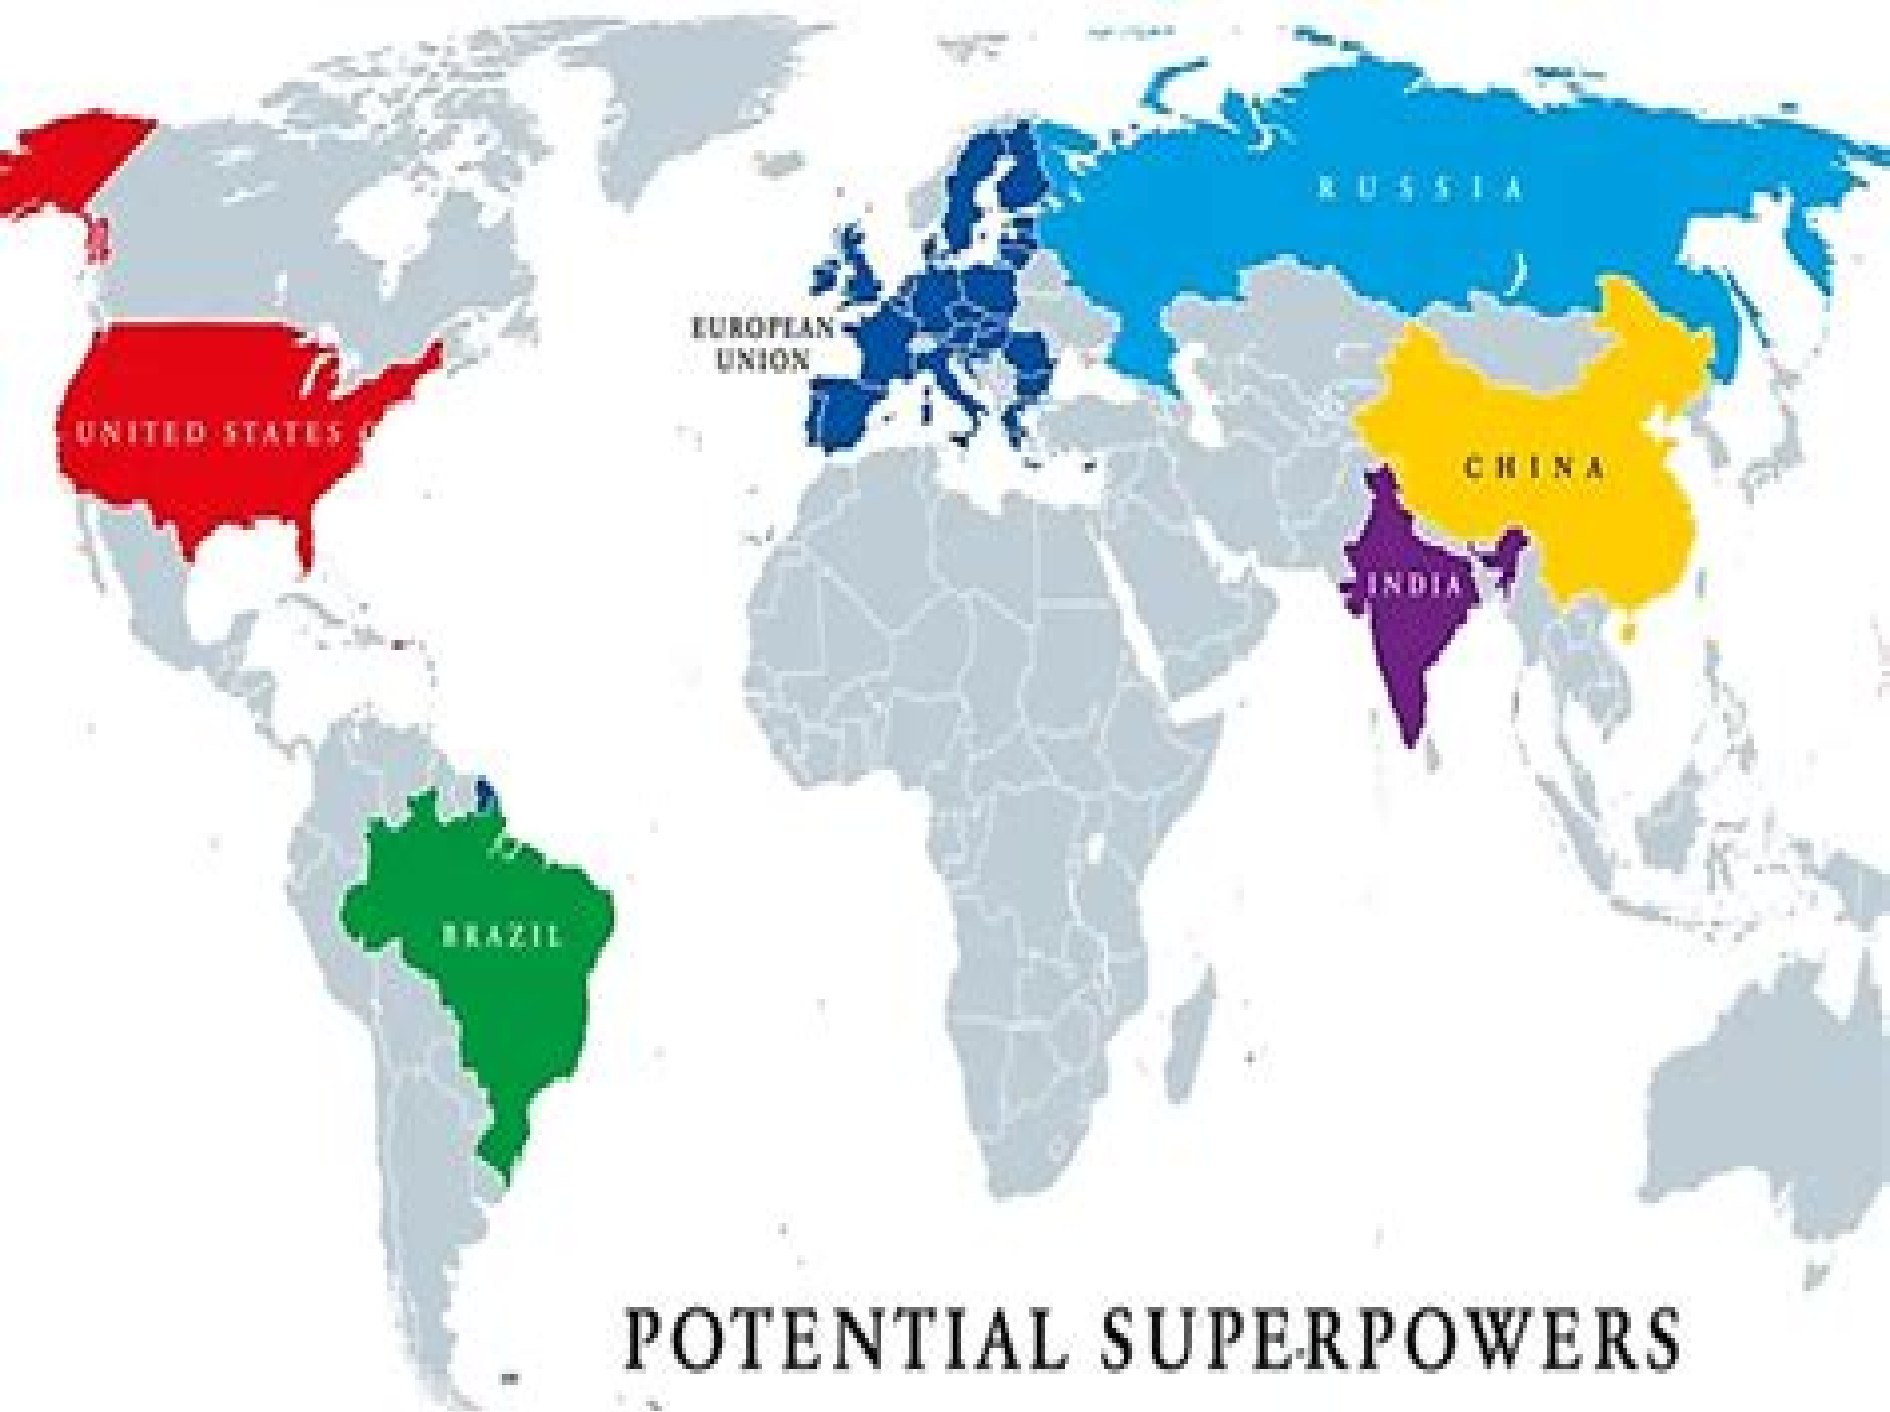 RUSSIA
EUROPEAN
UNION
UNITED STATES
CHINA
INDIA
BRAZIL
POTENTIAL SUPERPOWERS